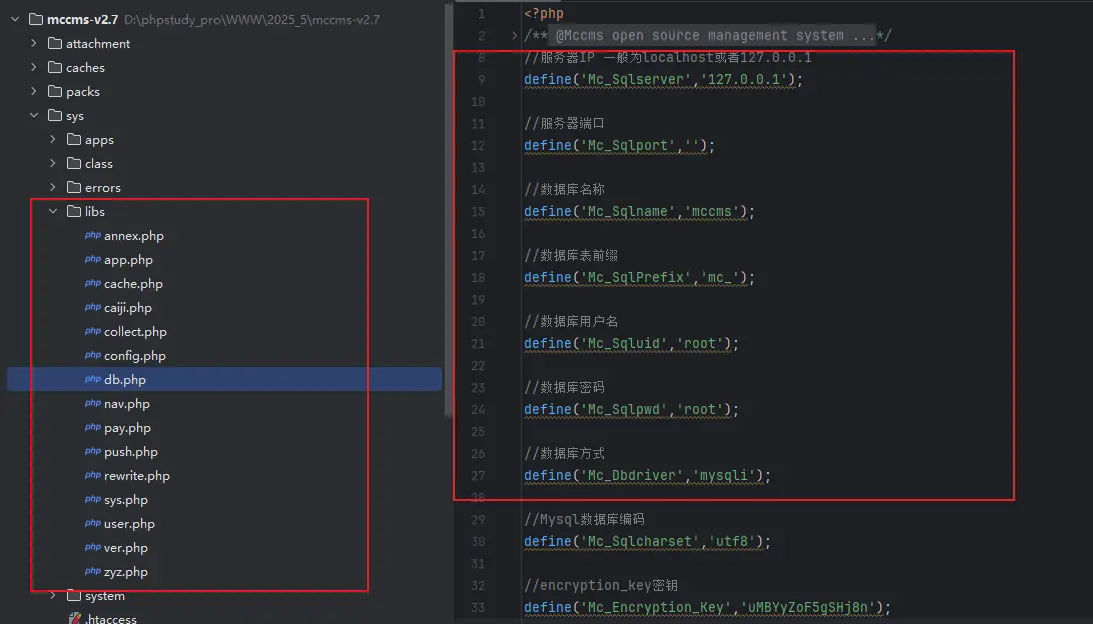 mccms-v2.7 D:\phpstudy_pro\WWW\2025_5\mccms-v2.7
attachment
caches
packs
sys
apps
class
errors
libs
php annex.php
php app.php
php cache.php
php caiji.php
php collect.php
php config.php
php db.php
php nav.php
php pay.php
php push.php
php rewrite.php
php sys.php
php user.php
php ver.php
php zyz.php
system
.htaccess
1 <?php
2 /** @Mccms open source management system ...*/
8 //服务器IP 一般为localhost或者127.0.0.1
9 define('Mc_Sqlserver','127.0.0.1');
10
11 //服务器端口
12 define('Mc_Sqlport','');
13
14 //数据库名称
15 define('Mc_Sqlname','mccms');
16
17 //数据库表前缀
18 define('Mc_SqlPrefix','mc_');
19
20 //数据库用户名
21 define('Mc_Sqluid','root');
22
23 //数据库密码
24 define('Mc_Sqlpwd','root');
25
26 //数据库方式
27 define('Mc_Dbdriver','mysqli');
28
29 //Mysql数据库编码
30 define('Mc_Sqlcharset','utf8');
31
32 //encryption_key密钥
33 define('Mc_Encryption_Key','uMBYyZoF5gSHj8n');